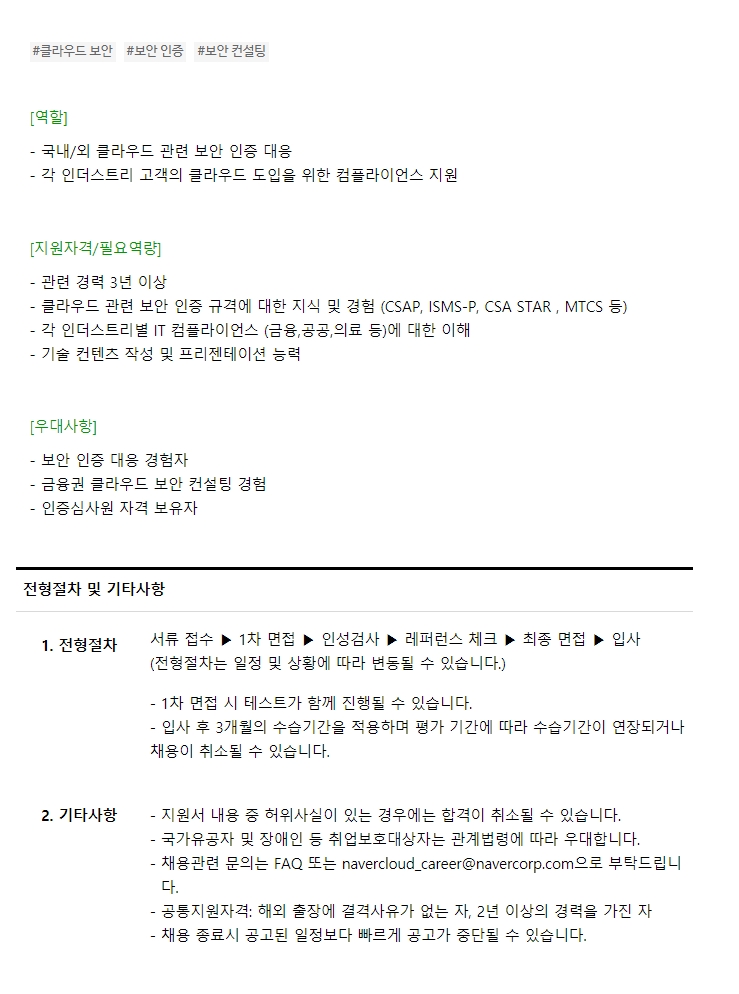 #클라우드 보안 #보안 인증 #보안 컨설팅
[역할]
- 국내/외 클라우드 관련 보안 인증 대응
- 각 인더스트리 고객의 클라우드 도입을 위한 컴플라이언스 지원
[지원자격/필요역량]
- 관련 경력 3년 이상
- 클라우드 관련 보안 인증 규격에 대한 지식 및 경험 (CSAP, ISMS-P, CSA STAR , MTCS 등)
- 각 인더스트리별 IT 컴플라이언스 (금융,공공,의료 등)에 대한 이해
- 기술 컨텐츠 작성 및 프리젠테이션 능력
[우대사항]
- 보안 인증 대응 경험자
- 금융권 클라우드 보안 컨설팅 경험
- 인증심사원 자격 보유자
전형절차 및 기타사항
1. 전형절차
서류 접수 ▶ 1차 면접 ▶ 인성검사 ▶ 레퍼런스 체크 ▶ 최종 면접 ▶ 입사
(전형절차는 일정 및 상황에 따라 변동될 수 있습니다.)
- 1차 면접 시 테스트가 함께 진행될 수 있습니다.
- 입사 후 3개월의 수습기간을 적용하며 평가 기간에 따라 수습기간이 연장되거나
채용이 취소될 수 있습니다.
2. 기타사항
- 지원서 내용 중 허위사실이 있는 경우에는 합격이 취소될 수 있습니다.
- 국가유공자 및 장애인 등 취업보호대상자는 관계법령에 따라 우대합니다.
- 채용관련 문의는 FAQ 또는 navercloud_career@navercorp.com으로 부탁드립니
다.
- 공통지원자격: 해외 출장에 결격사유가 없는 자, 2년 이상의 경력을 가진 자
- 채용 종료시 공고된 일정보다 빠르게 공고가 중단될 수 있습니다.